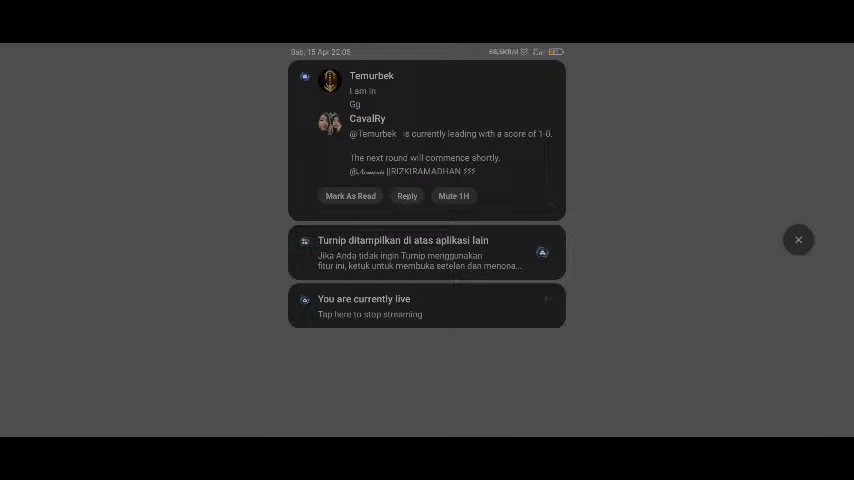 Sab, 15 Apr 22.05
Temurbek
I am in
Gg
CavalRy
@Temurbek is currently leading with a score of 1-0.
The next round will commence shortly.
||RIZKIRAMADHAN
Mark As Read
Reply
Mute 1H
Turnip ditampilkan di atas aplikasi lain
Jika Anda tidak ingin Turnip menggunakan
fitur ini, ketuk untuk membuka setelan dan menona...
You are currently live
Tap here to stop streaming